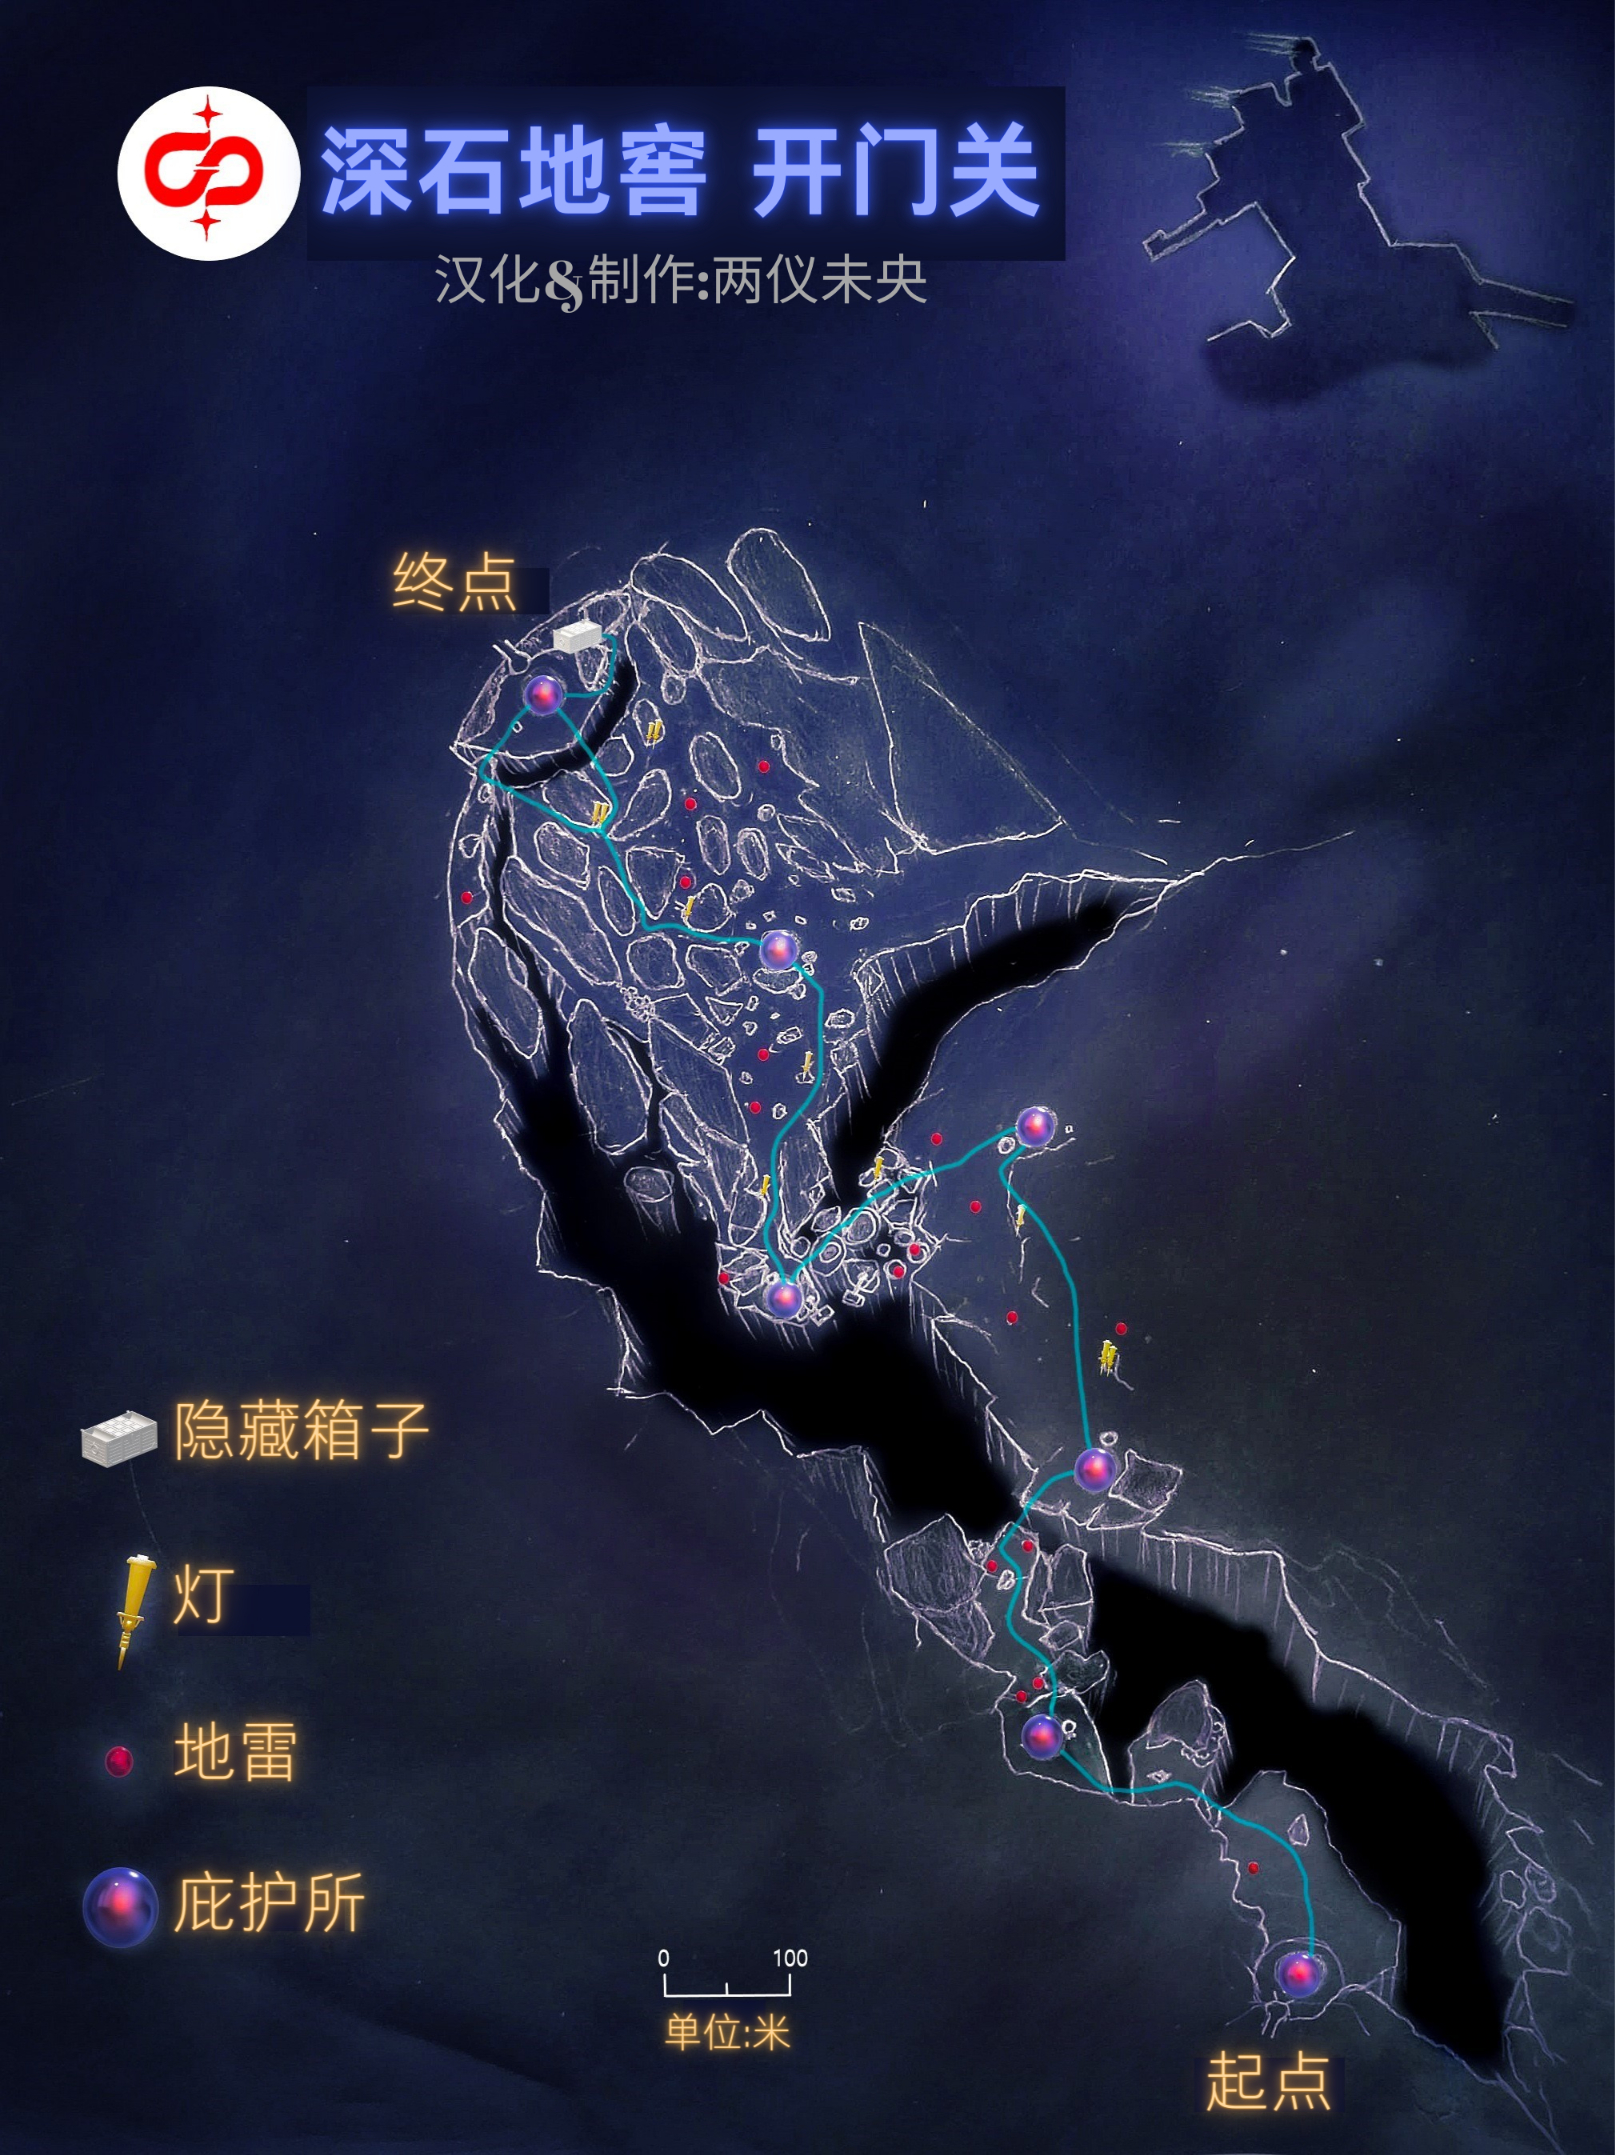 深石地窖 开门关
汉化&制作:两仪未央
终点
隐藏箱子
灯
地雷
庇护所
0 100
单位:米
起点